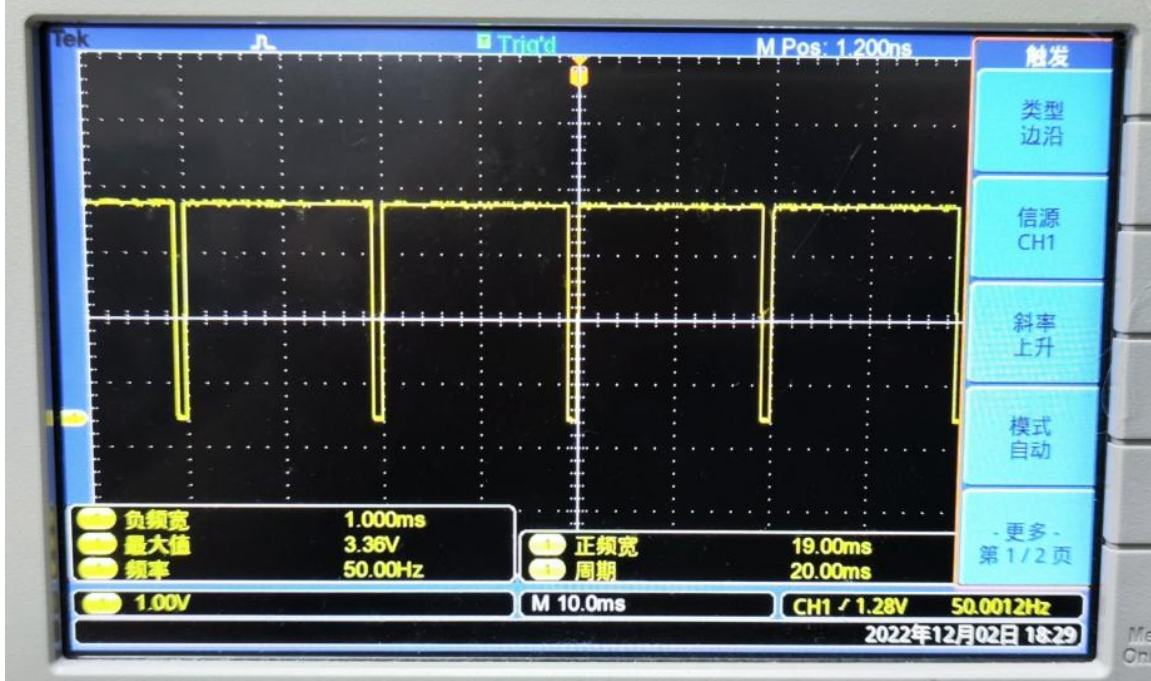 Tek
Trig'd
M Pos: 1.200ns
触发
类型
边沿
信源
CH1
斜率
上升
模式
自动
-更多-
第1/2页
负频宽 1.000ms
最大值 3.36V
频率 50.00Hz
1 正频宽 19.00ms
1 周期 20.00ms
1.00V
M 10.0ms
CH1 / 1.28V 50.0012Hz
2022年12月02日 18:29